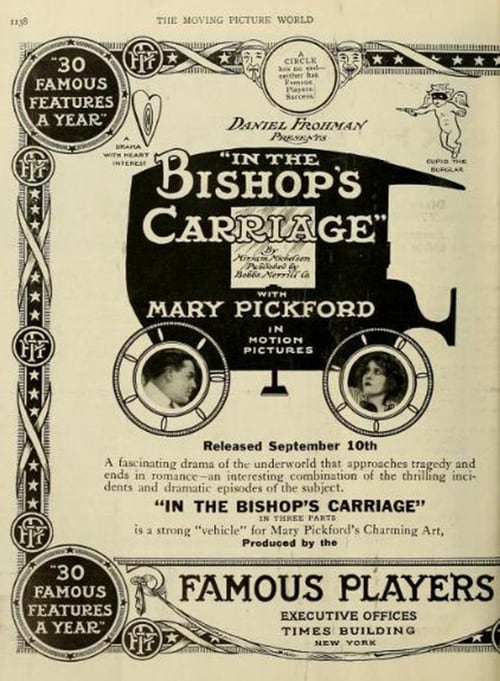 1138
THE MOVING PICTURE WORLD
"30
FAMOUS
FEATURES
A YEAR"
A
CIRCLE
has no end—
neither has
Famous
Players
Success.
A
DRAMA
WITH HEART
INTEREST
DANIEL FROHMAN
PRESENTS
CUPID THE
BURGLAR
"IN THE
BISHOP'S
CARRIAGE"
By
Miriam Michelson
Published by
Bobbs Merrill Co.
WITH
MARY PICKFORD
IN
MOTION
PICTURES
Released September 10th
A fascinating drama of the underworld that approaches tragedy and
ends in romance—an interesting combination of the thrilling inci-
dents and dramatic episodes of the subject.
"IN THE BISHOP'S CARRIAGE"
IN THREE PARTS
is a strong "vehicle" for Mary Pickford's Charming Art,
Produced by the
"30
FAMOUS
FEATURES
A YEAR"
FAMOUS PLAYERS
EXECUTIVE OFFICES
TIMES BUILDING
NEW YORK